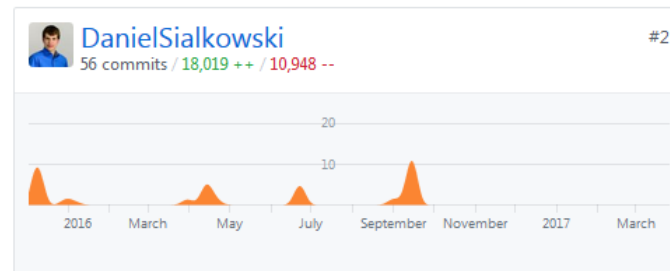 DanielSialkowski #2
56 commits / 18,019 ++ / 10,948 --
20
10
2016 March May July September November 2017 March